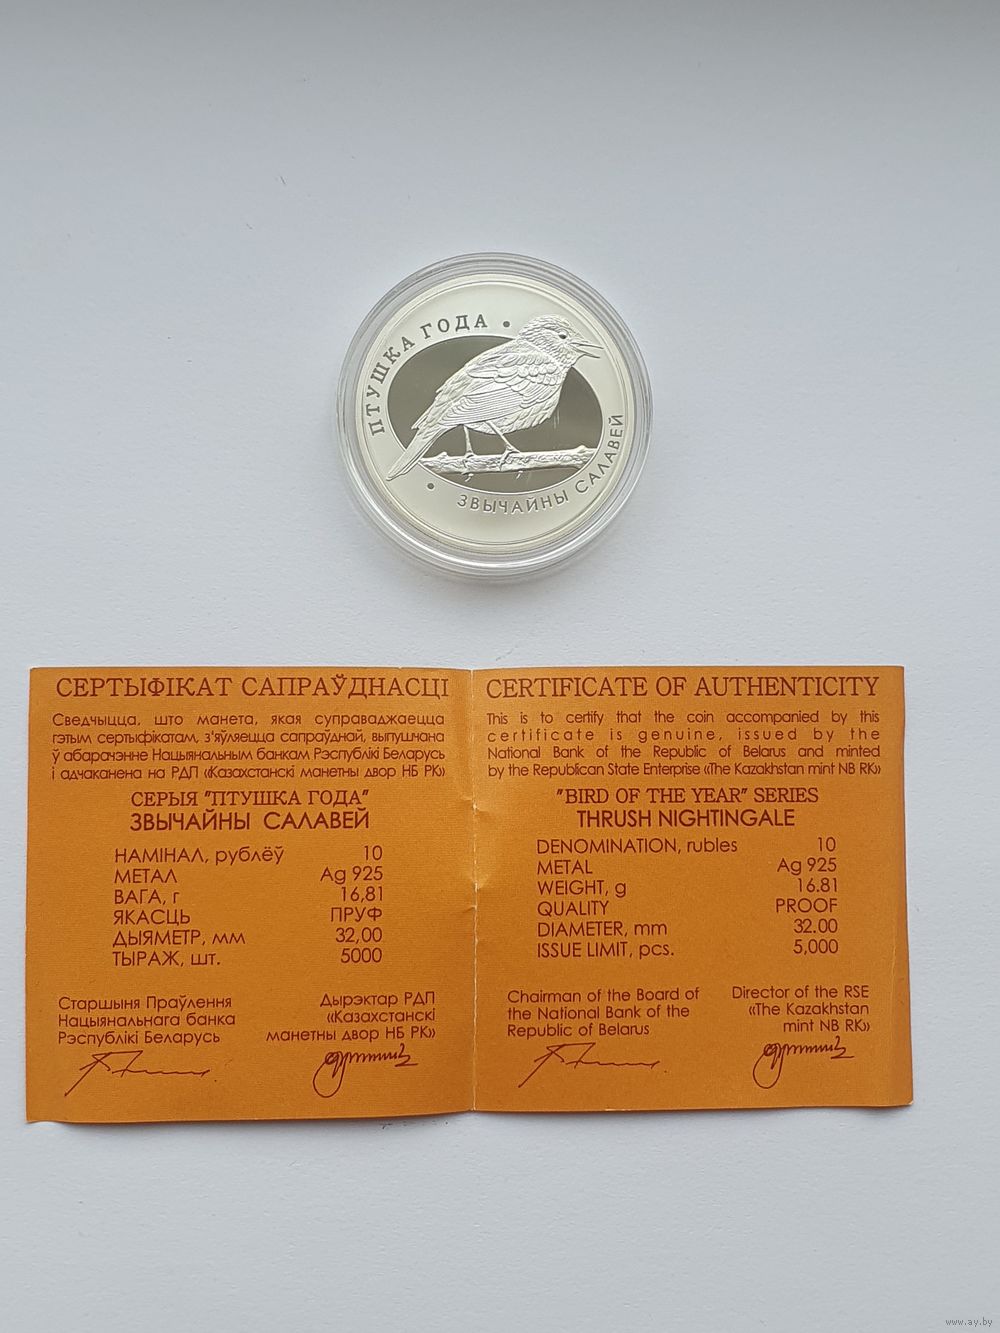 ПТУШКА ГОДА •
• ЗВЫЧАЙНЫ САЛАВЕЙ
СЕРТЫФІКАТ САПРАЎДНАСЦІ
Сведчыцца, што манета, якая суправаджаецца
гэтым сертыфікатам, з'яўляецца сапраўднай, выпушчана
ў абарачэнне Нацыянальным банкам Рэспублікі Беларусь
і адчаканена на РДП «Казахстанскі манетны двор НБ РК»
СЕРЫЯ "ПТУШКА ГОДА"
ЗВЫЧАЙНЫ САЛАВЕЙ
НАМІНАЛ, рублёў 10
МЕТАЛ Ag 925
ВАГА, г 16,81
ЯКАСЦЬ ПРУФ
ДЫЯМЕТР, мм 32,00
ТЫРАЖ, шт. 5000
Старшыня Праўлення
Нацыянальнага банка
Рэспублікі Беларусь
Дырэктар РДП
«Казахстанскі
манетны двор НБ РК»
CERTIFICATE OF AUTHENTICITY
This is to certify that the coin accompanied by this
certificate is genuine, issued by the
National Bank of the Republic of Belarus and minted
by the Republican State Enterprise «The Kazakhstan mint NB RK»
"BIRD OF THE YEAR" SERIES
THRUSH NIGHTINGALE
DENOMINATION, rubles 10
METAL Ag 925
WEIGHT, g 16.81
QUALITY PROOF
DIAMETER, mm 32.00
ISSUE LIMIT, pcs. 5,000
Chairman of the Board of
the National Bank of the
Republic of Belarus
Director of the RSE
«The Kazakhstan
mint NB RK»
www.ay.by